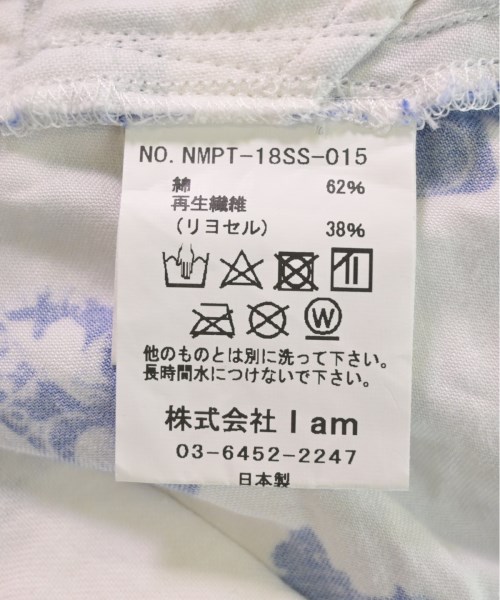 NO. NMPT-18SS-015
綿 62%
再生繊維
(リヨセル) 38%
W
他のものとは別に洗って下さい。
長時間水につけないで下さい。
株式会社 I am
03-6452-2247
日本製